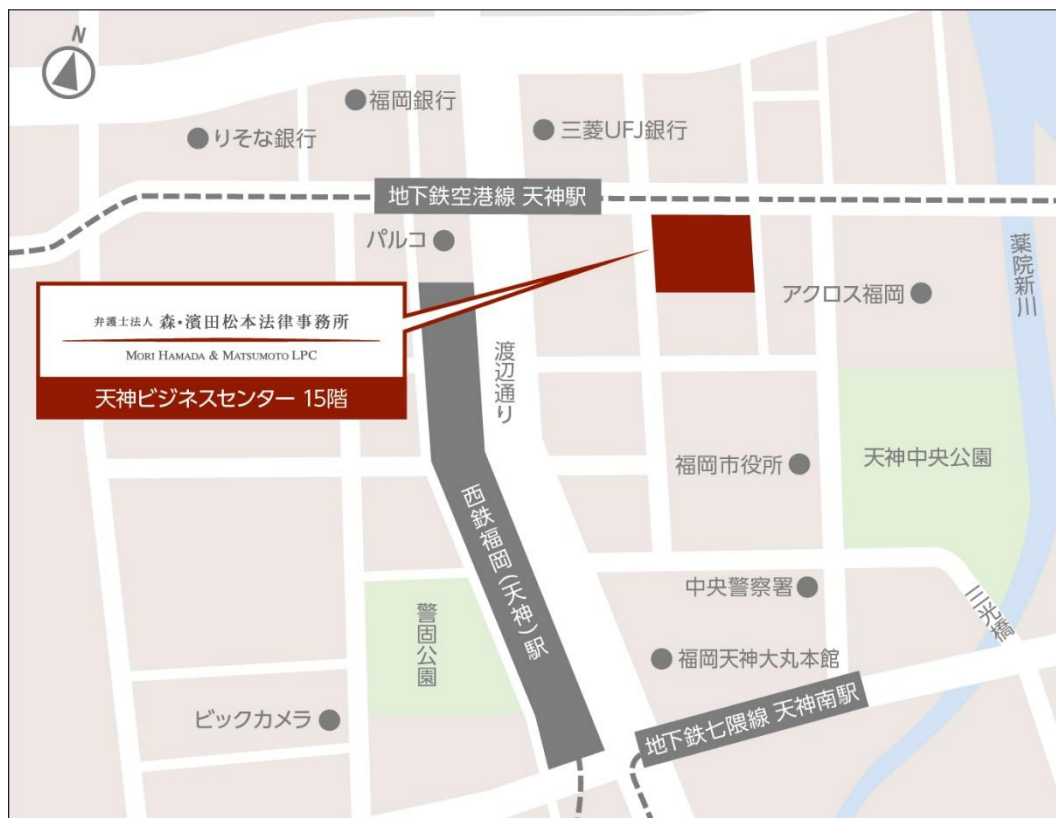 N
福岡銀行
りそな銀行
三菱UFJ銀行
地下鉄空港線 天神駅
パルコ
薬院新川
アクロス福岡
弁護士法人 森・濱田松本法律事務所
MORI HAMADA & MATSUMOTO LPC
天神ビジネスセンター 15階
渡辺通り
福岡市役所
天神中央公園
西鉄福岡(天神)駅
中央警察署
三光橋
警固公園
福岡天神大丸本館
地下鉄七隈線 天神南駅
ビックカメラ